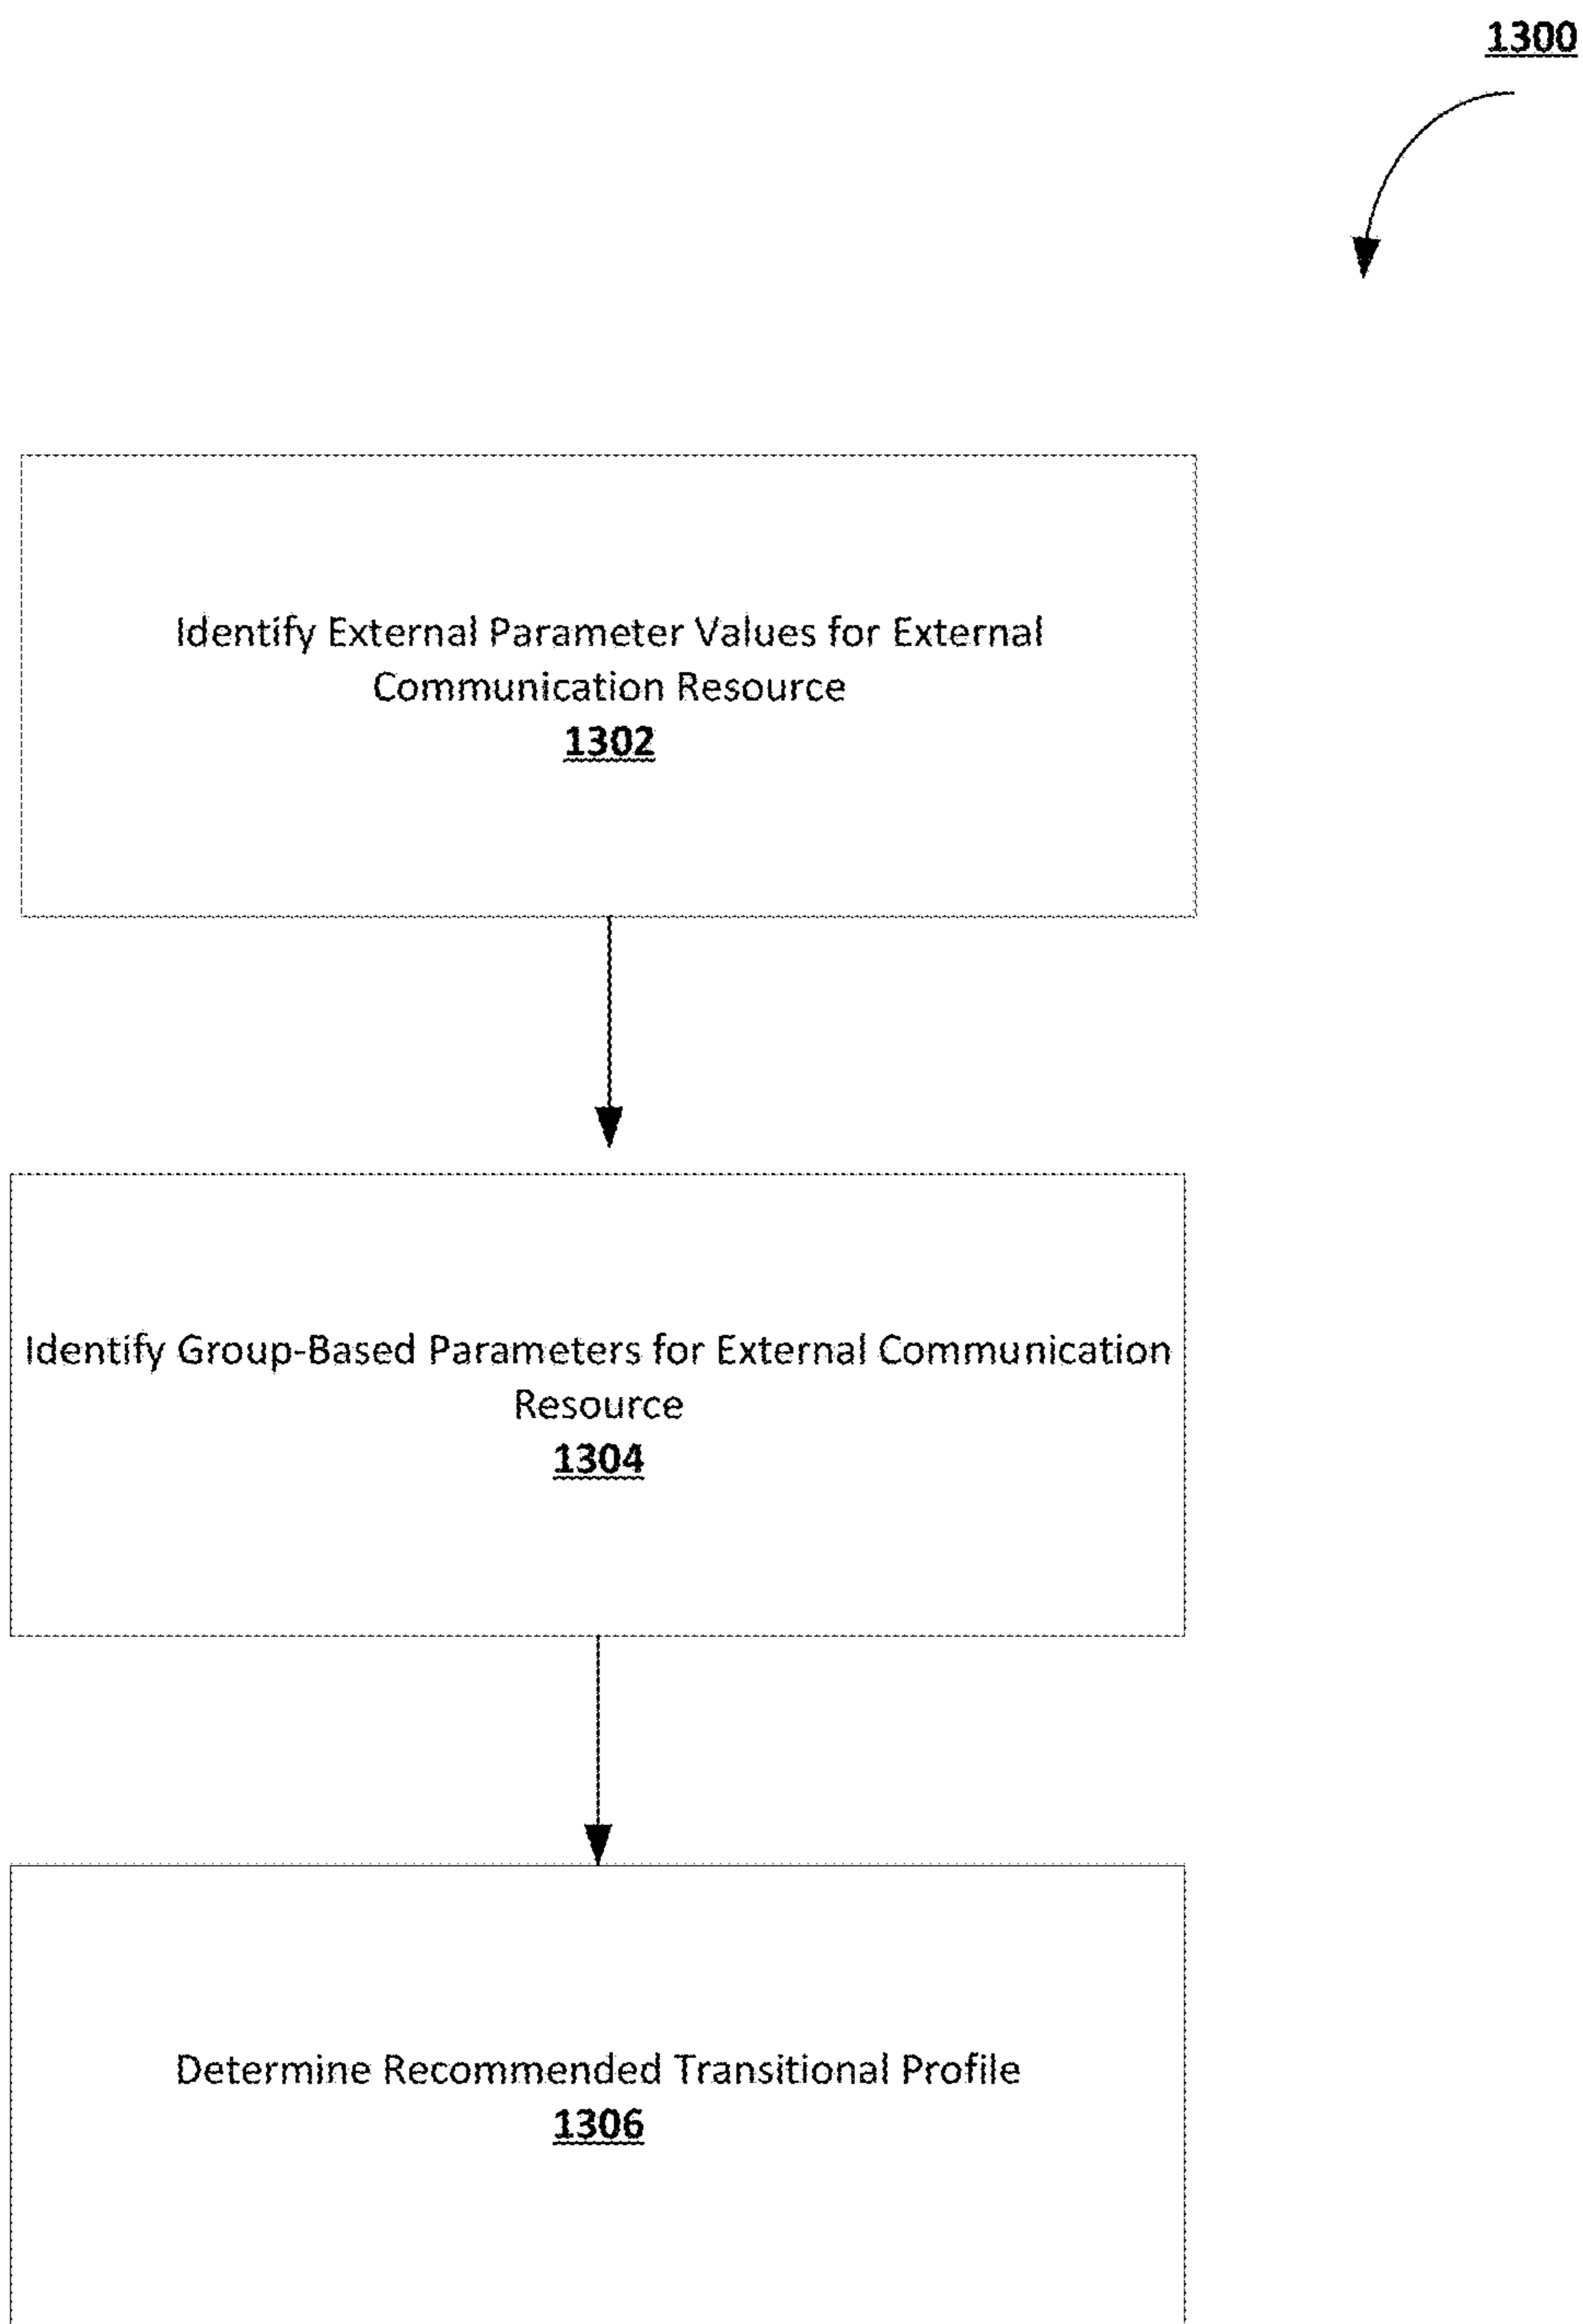 1300
Identify External Parameter Values for External
Communication Resource
1302
Identify Group-Based Parameters for External Communication
Resource
1304
Determine Recommended Transitional Profile
1306